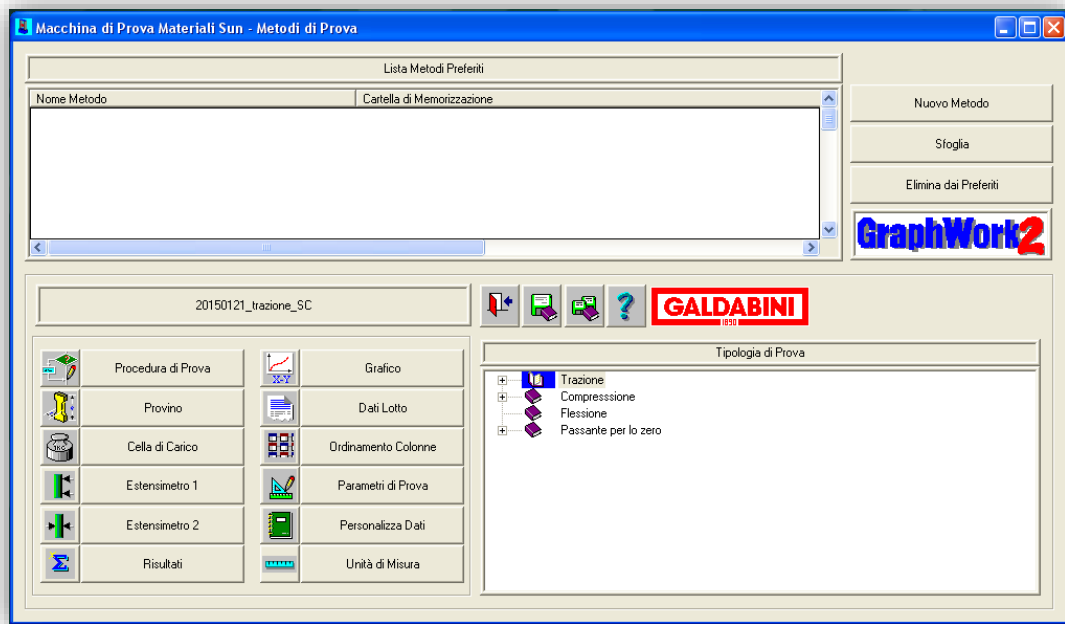 Macchina di Prova Materiali Sun - Metodi di Prova
Lista Metodi Preferiti
Nome Metodo
Cartella di Memorizzazione
Nuovo Metodo
Sfoglia
Elimina dai Preferiti
GraphWork2
20150121_trazione_SC
?
GALDABINI
1890
Procedura di Prova
X-Y
Grafico
Provino
Dati Lotto
1KG
Cella di Carico
Ordinamento Colonne
Estensimetro 1
Parametri di Prova
Estensimetro 2
Personalizza Dati
Σ
Risultati
Unità di Misura
Tipologia di Prova
Trazione
Compresssione
Flessione
Passante per lo zero